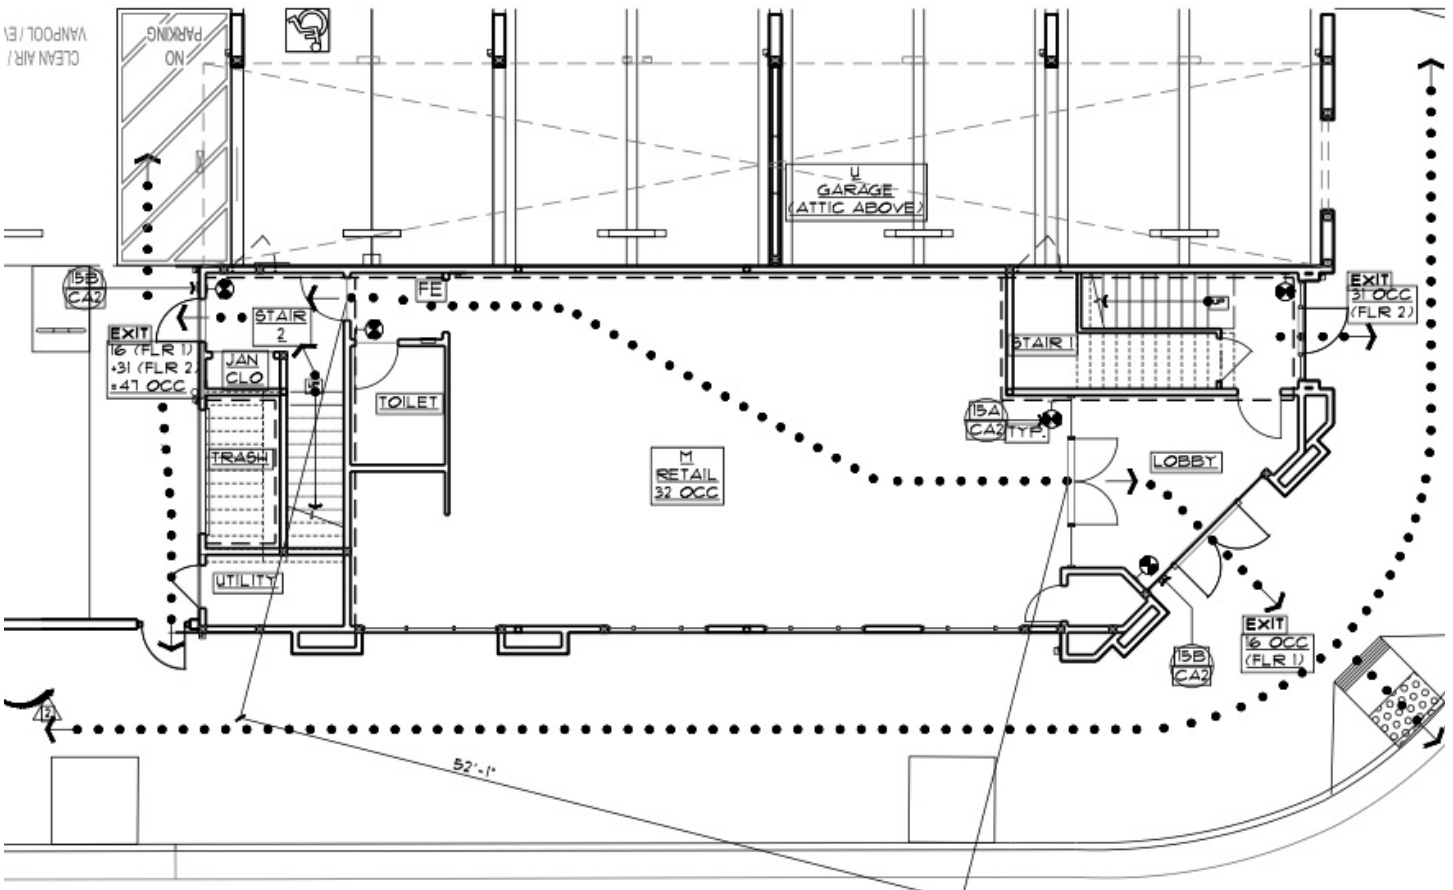 CLEAN AIR /
VANPOOL / EV
NO
PARKING
U
GARAGE
(ATTIC ABOVE)
15B
CA2
FE
STAIR
2
EXIT
16 (FLR 1)
+31 (FLR 2)
=47 OCC
JAN
CLO
TOILET
TRASH
UTILITY
M
RETAIL
32 OCC
STAIR 1
UP
15A
CA2
TYP.
LOBBY
EXIT
31 OCC
(FLR 2)
EXIT
16 OCC
(FLR 1)
15B
CA2
2
52'-1"